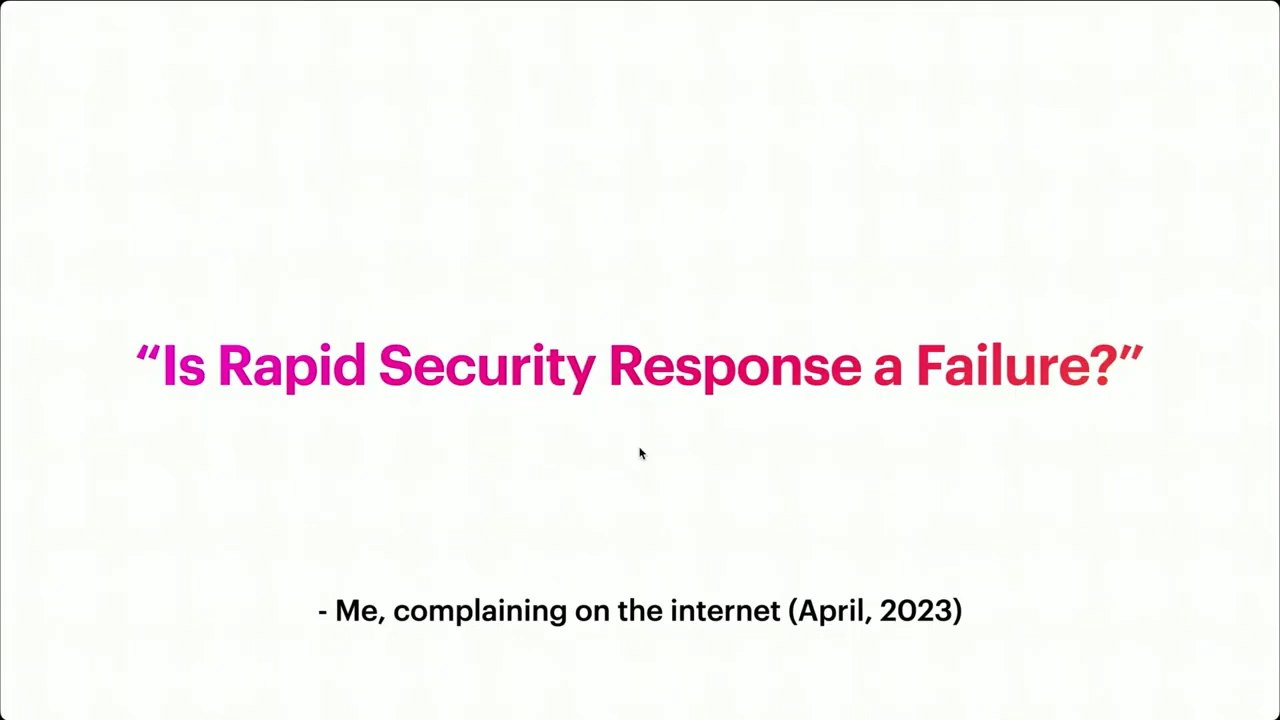 “Is Rapid Security Response a Failure?”
- Me, complaining on the internet (April, 2023)